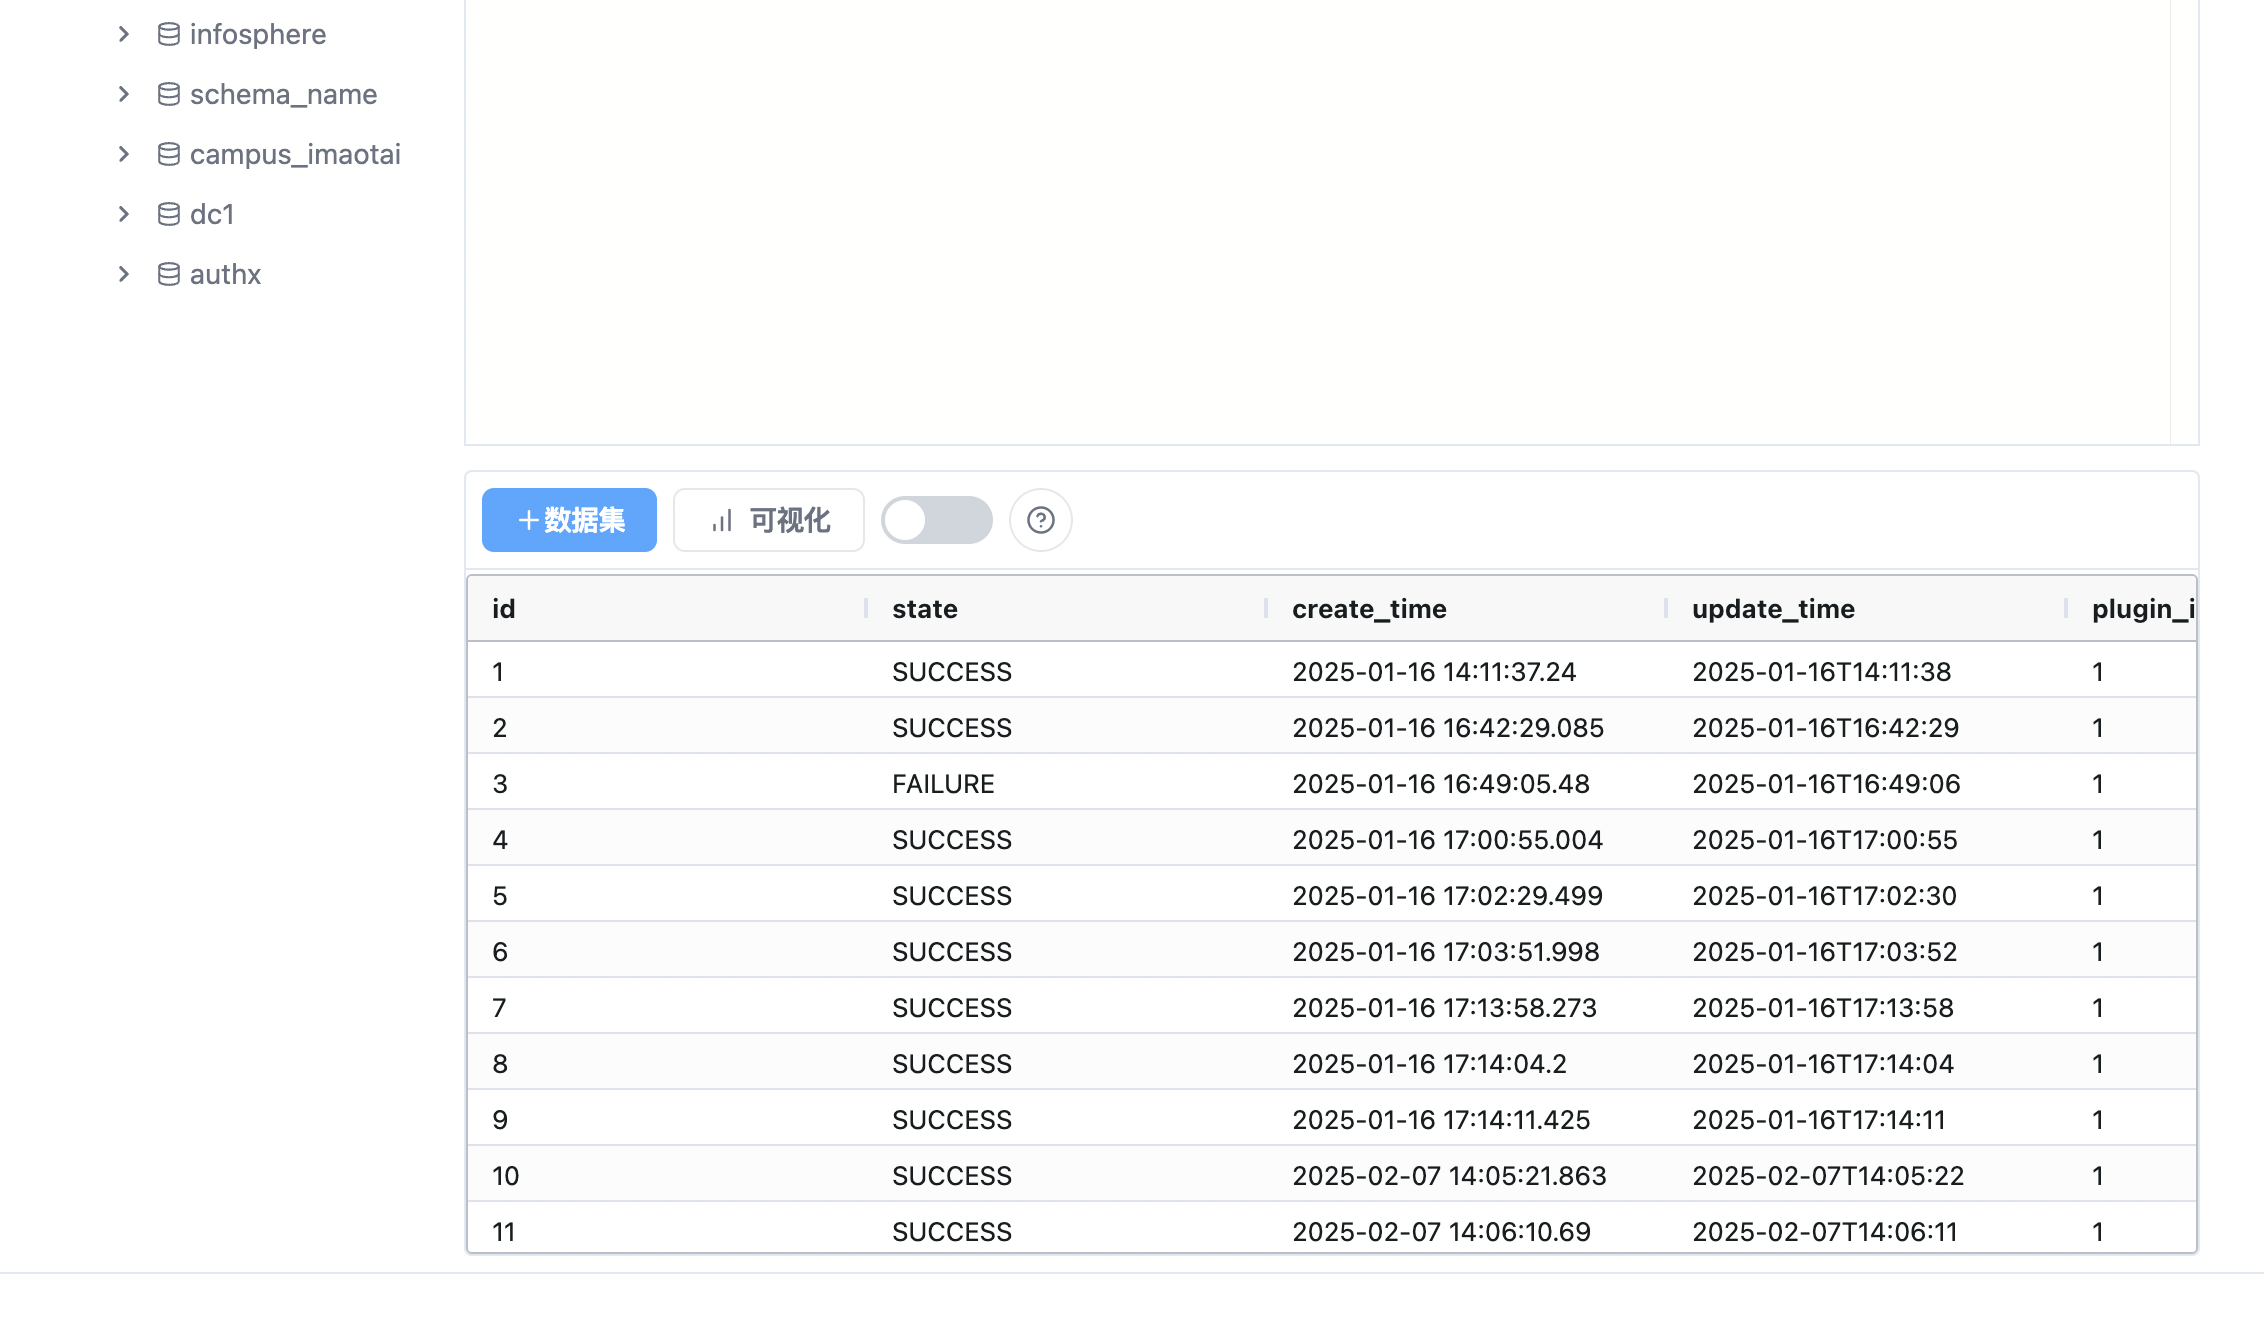 infosphere
schema_name
campus_imaotai
dc1
authx
+数据集 可视化
id state create_time update_time plugin_i
1 SUCCESS 2025-01-16 14:11:37.24 2025-01-16T14:11:38 1
2 SUCCESS 2025-01-16 16:42:29.085 2025-01-16T16:42:29 1
3 FAILURE 2025-01-16 16:49:05.48 2025-01-16T16:49:06 1
4 SUCCESS 2025-01-16 17:00:55.004 2025-01-16T17:00:55 1
5 SUCCESS 2025-01-16 17:02:29.499 2025-01-16T17:02:30 1
6 SUCCESS 2025-01-16 17:03:51.998 2025-01-16T17:03:52 1
7 SUCCESS 2025-01-16 17:13:58.273 2025-01-16T17:13:58 1
8 SUCCESS 2025-01-16 17:14:04.2 2025-01-16T17:14:04 1
9 SUCCESS 2025-01-16 17:14:11.425 2025-01-16T17:14:11 1
10 SUCCESS 2025-02-07 14:05:21.863 2025-02-07T14:05:22 1
11 SUCCESS 2025-02-07 14:06:10.69 2025-02-07T14:06:11 1